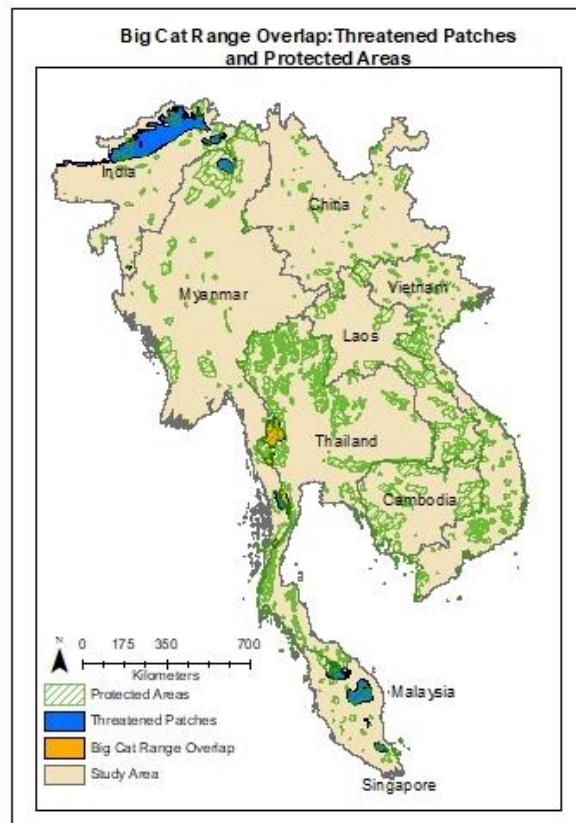 Big Cat Range Overlap:Threatened Patches
and Protected Areas
India
China
Myanmar
Vietnam
Laos
Thailand
Cambodia
N
0 175 350 700
Kilometers
Protected Areas
Threatened Patches
Big Cat Range Overlap
Study Area
Malaysia
Singapore